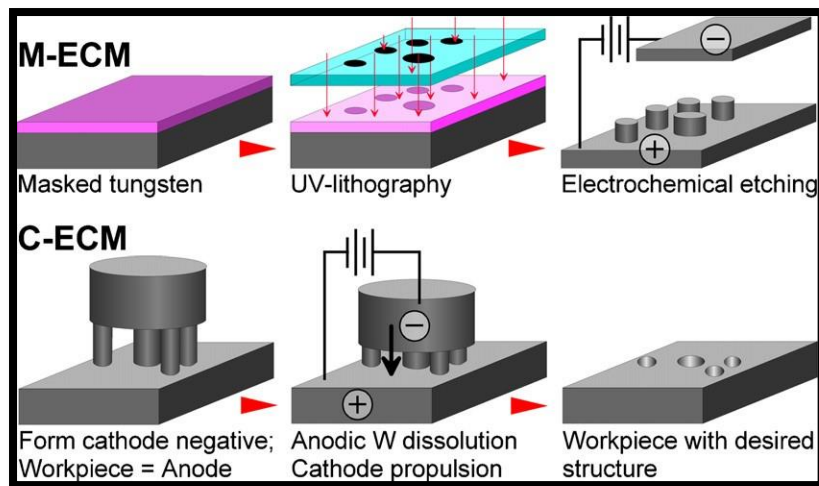 M-ECM
Masked tungsten
UV-lithography
−
+
Electrochemical etching
C-ECM
Form cathode negative;
Workpiece = Anode
−
+
Anodic W dissolution
Cathode propulsion
Workpiece with desired
structure